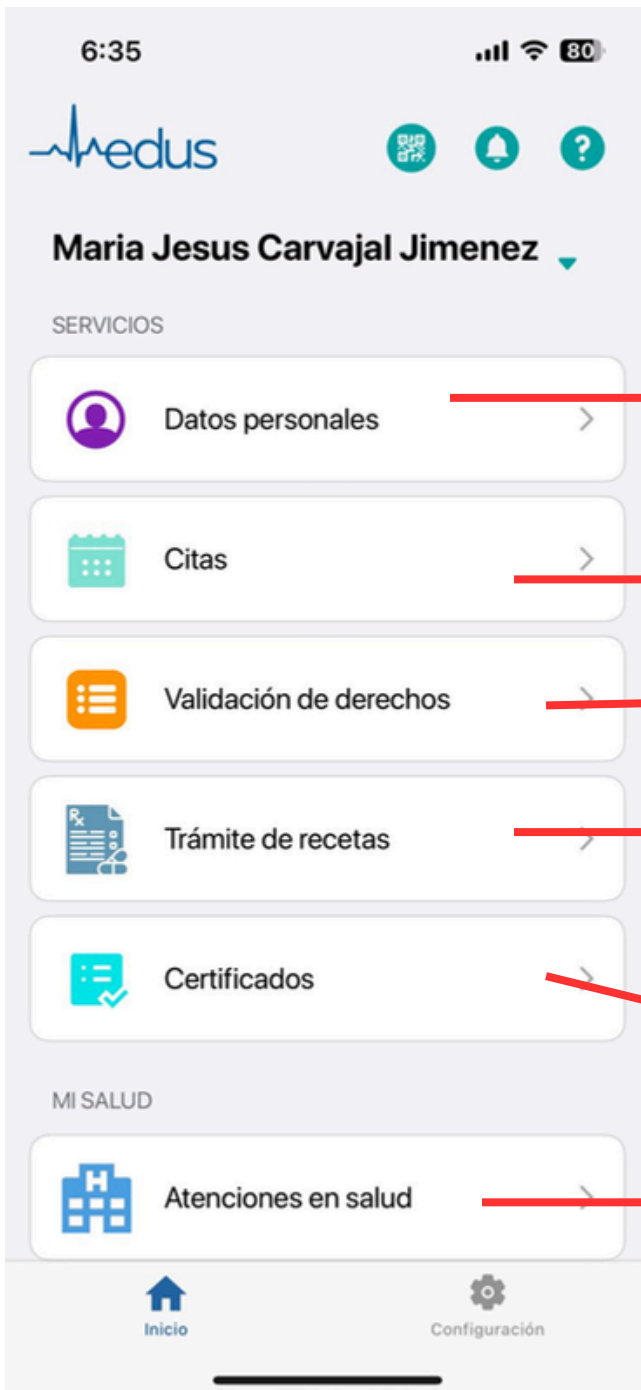 6:35
80
edus
?
Maria Jesus Carvajal Jimenez
SERVICIOS
Datos personales
Citas
Validación de derechos
Rx
Trámite de recetas
Certificados
MI SALUD
H
Atenciones en salud
Inicio
Configuración